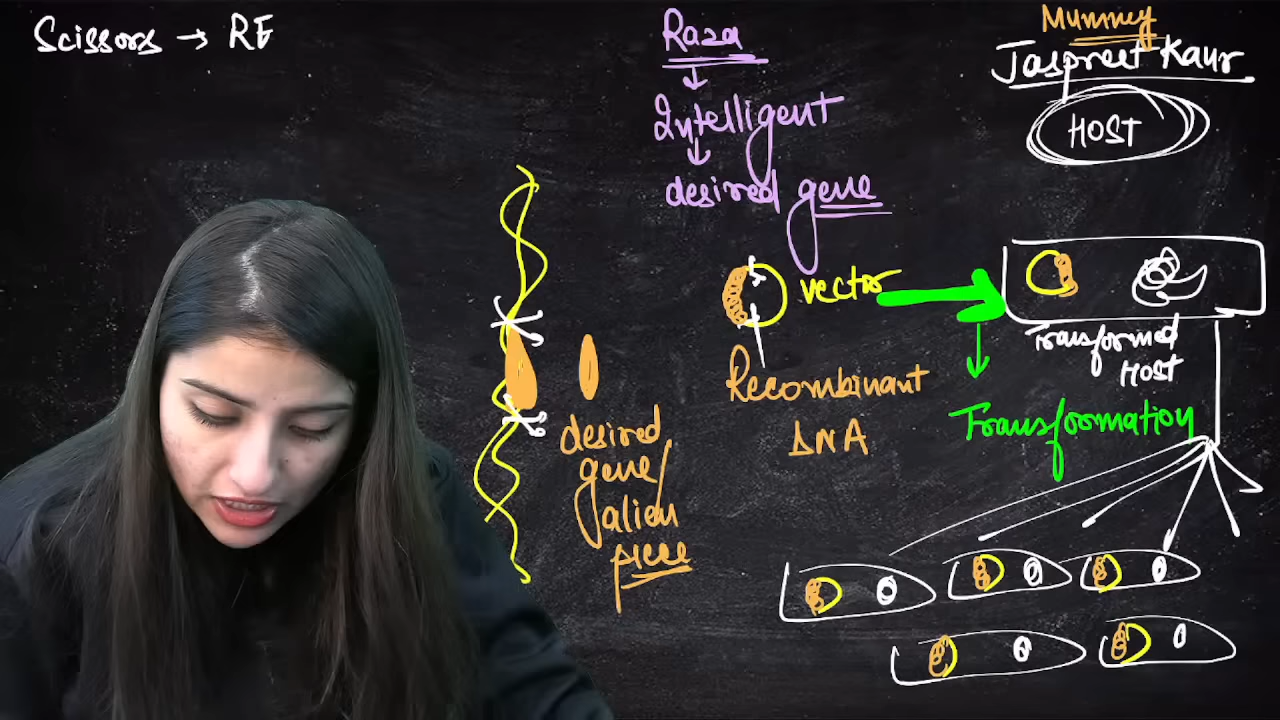 Scissors → RE
Raza
↓
Intelligent
↓
desired gene
Mummy
Jaspreet Kaur
HOST
vector
Recombinant
DNA
desired
gene/
alien
piece
Transformed
HOST
Transformation